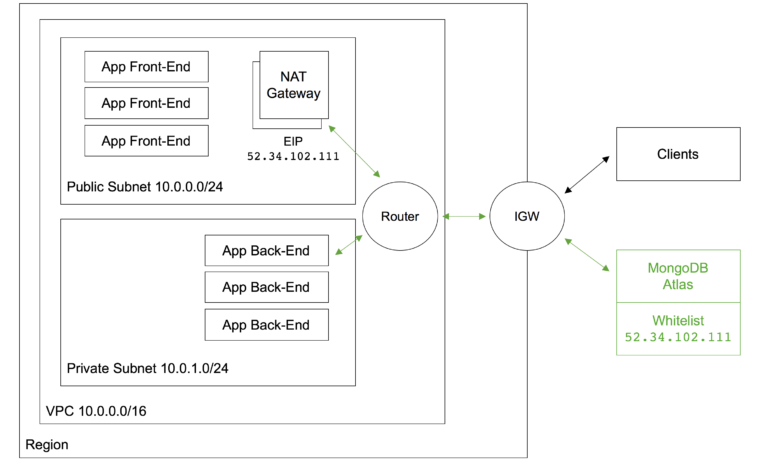 App Front-End
App Front-End
App Front-End
NAT
Gateway
EIP
52.34.102.111
Public Subnet 10.0.0.0/24
App Back-End
App Back-End
App Back-End
Private Subnet 10.0.1.0/24
VPC 10.0.0.0/16
Region
Router
IGW
Clients
MongoDB
Atlas
Whitelist
52.34.102.111